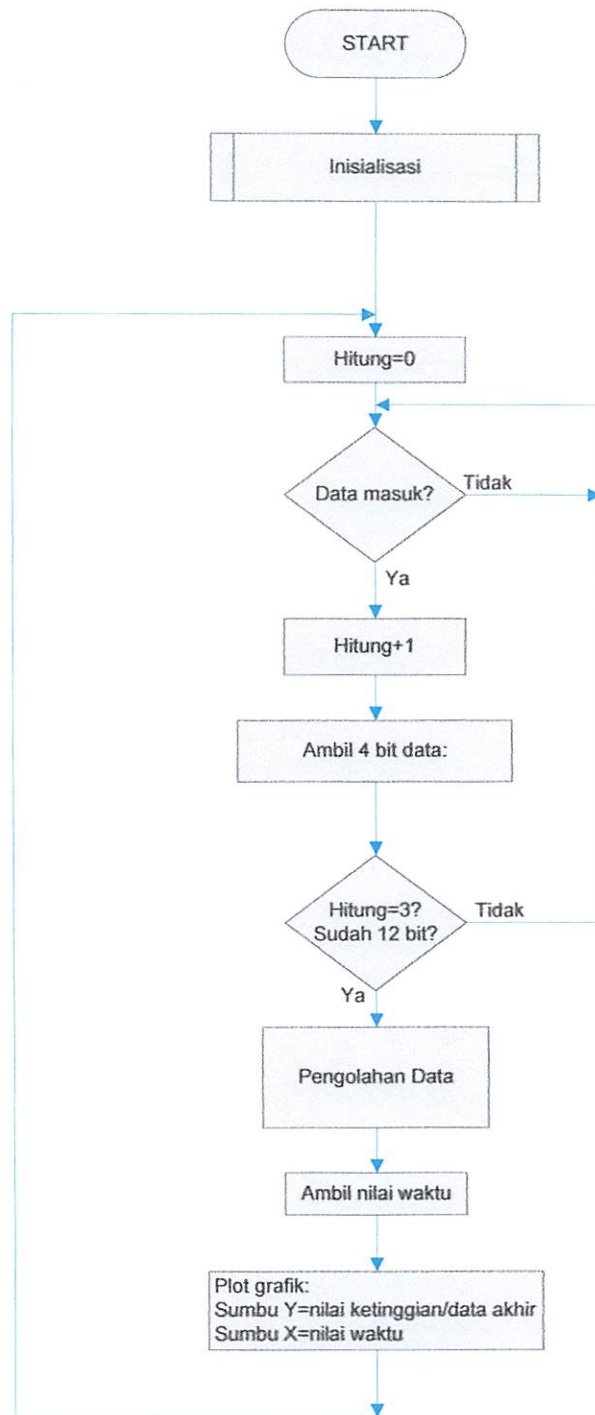 START
Inisialisasi
Hitung=0
Data masuk?
Tidak
Ya
Hitung+1
Ambil 4 bit data:
Hitung=3?
Sudah 12 bit?
Tidak
Ya
Pengolahan Data
Ambil nilai waktu
Plot grafik:
Sumbu Y=nilai ketinggian/data akhir
Sumbu X=nilai waktu